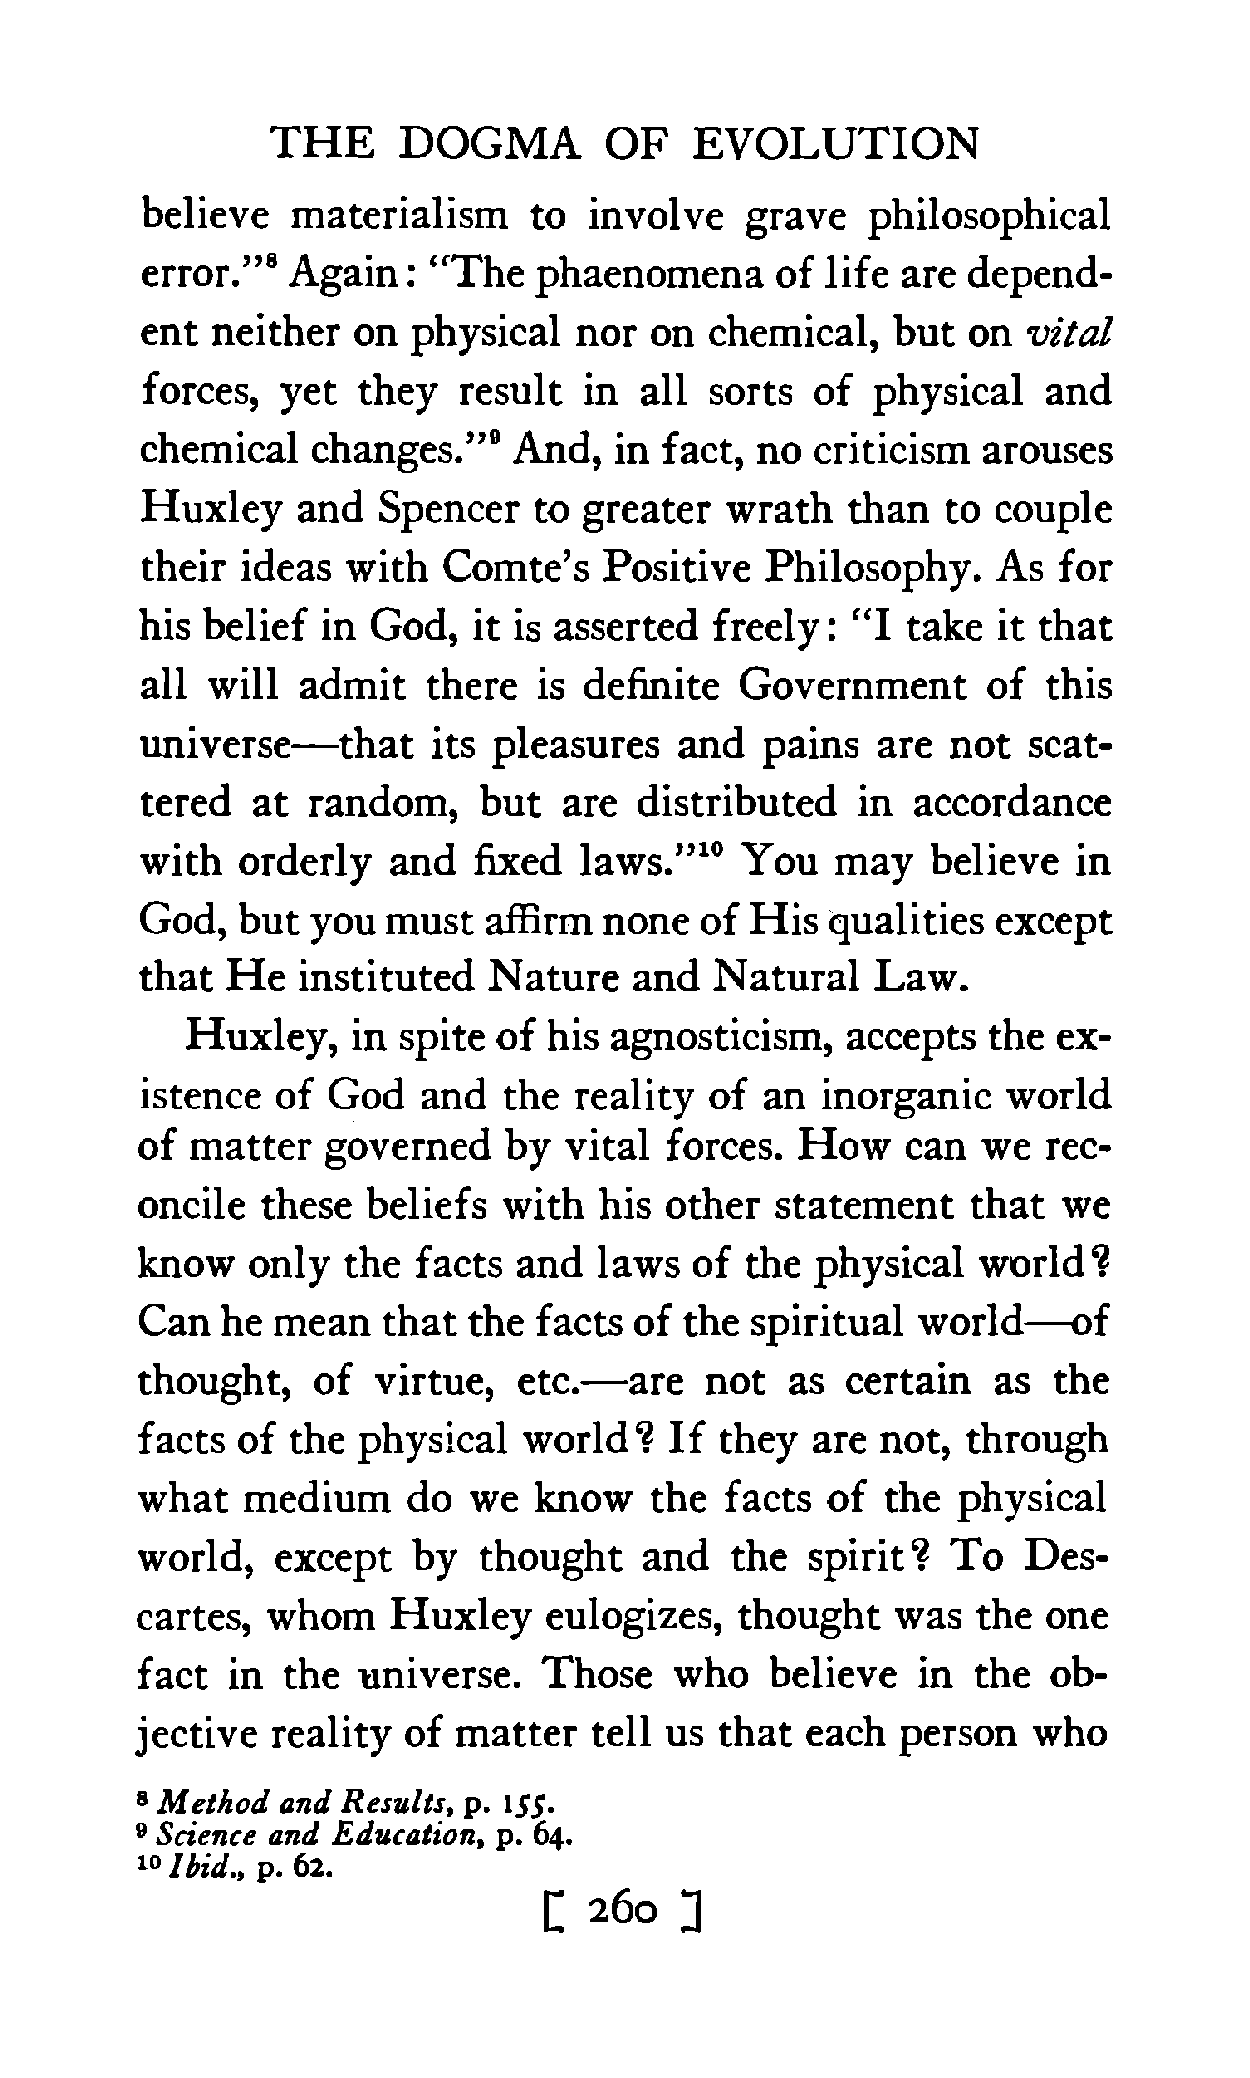 THE DOGMA OF EVOLUTION
believe materialism to involve grave philosophical
error."⁸ Again: "The phaenomena of life are depend-
ent neither on physical nor on chemical, but on vital
forces, yet they result in all sorts of physical and
chemical changes."⁹ And, in fact, no criticism arouses
Huxley and Spencer to greater wrath than to couple
their ideas with Comte's Positive Philosophy. As for
his belief in God, it is asserted freely: "I take it that
all will admit there is definite Government of this
universe—that its pleasures and pains are not scat-
tered at random, but are distributed in accordance
with orderly and fixed laws."¹⁰ You may believe in
God, but you must affirm none of His qualities except
that He instituted Nature and Natural Law.
Huxley, in spite of his agnosticism, accepts the ex-
istence of God and the reality of an inorganic world
of matter governed by vital forces. How can we rec-
oncile these beliefs with his other statement that we
know only the facts and laws of the physical world?
Can he mean that the facts of the spiritual world—of
thought, of virtue, etc.—are not as certain as the
facts of the physical world? If they are not, through
what medium do we know the facts of the physical
world, except by thought and the spirit? To Des-
cartes, whom Huxley eulogizes, thought was the one
fact in the universe. Those who believe in the ob-
jective reality of matter tell us that each person who
⁸ Method and Results, p. 155.
⁹ Science and Education, p. 64.
¹⁰ Ibid., p. 62.
[ 260 ]